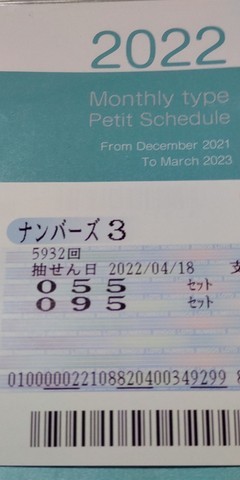 2022
Monthly type
Petit Schedule
From December 2021
To March 2023
ナンバーズ3
5932回
抽せん日 2022/04/18 支
055 セット
095 セット
010000022108820400349299 8